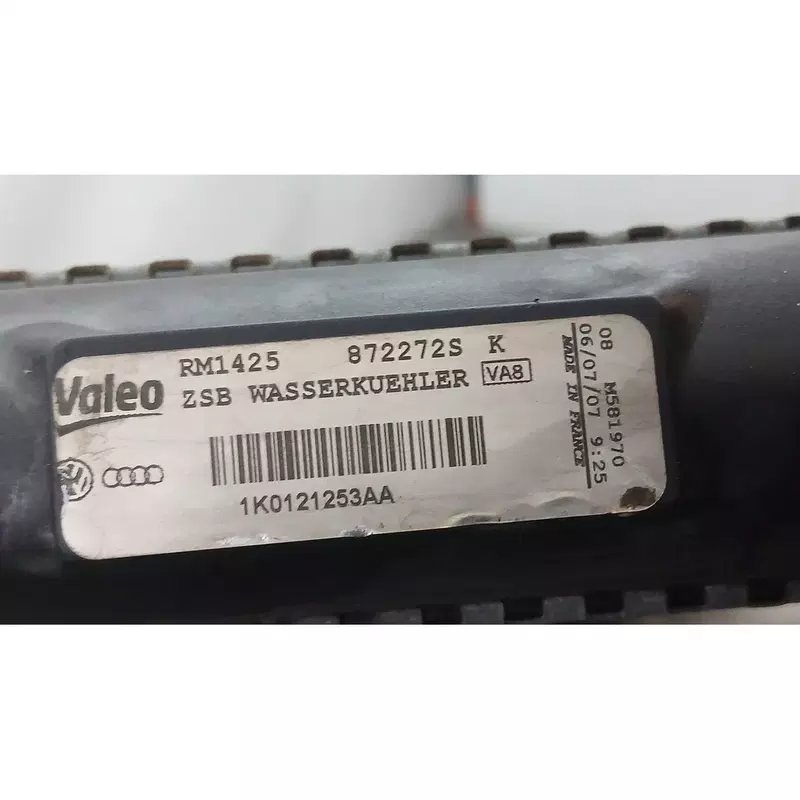 Valeo
RM1425 872272S K
ZSB WASSERKUEHLER VA8
1K0121253AA
08 M581970
06/07/07 9:25
MADE IN FRANCE